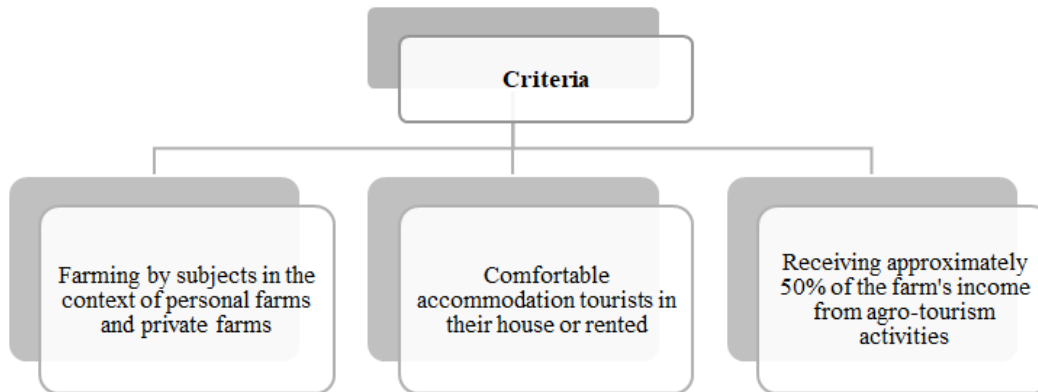 Criteria
Farming by subjects in the
context of personal farms
and private farms
Comfortable
accommodation tourists in
their house or rented
Receiving approximately
50% of the farm's income
from agro-tourism
activities